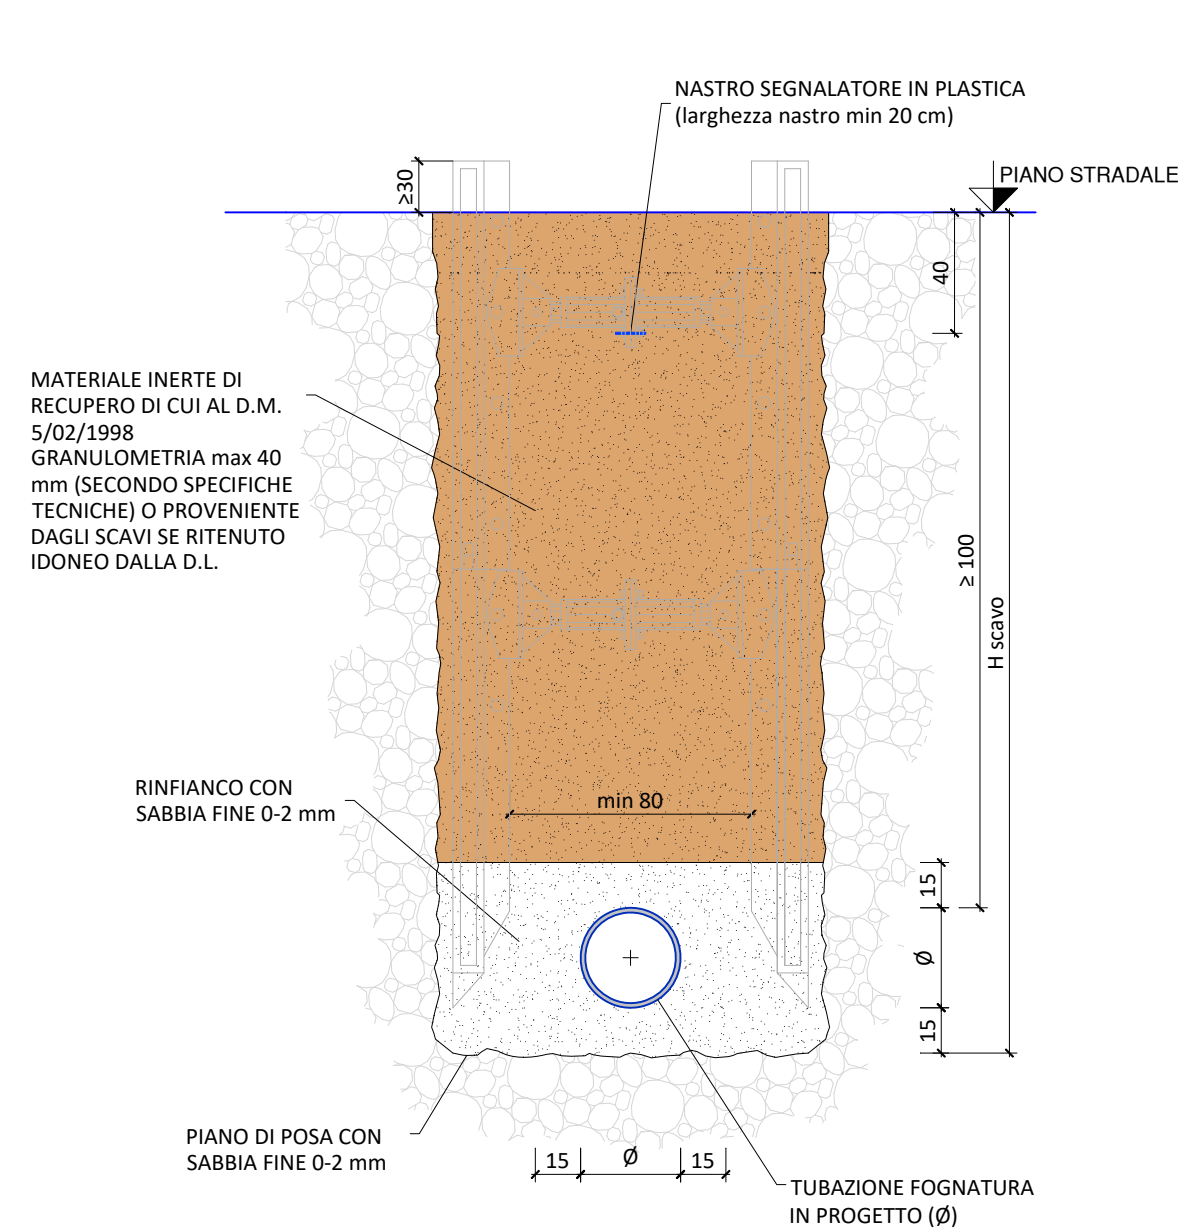 NASTRO SEGNALATORE IN PLASTICA
(larghezza nastro min 20 cm)
≥30
PIANO STRADALE
40
MATERIALE INERTE DI
RECUPERO DI CUI AL D.M.
5/02/1998
GRANULOMETRIA max 40
mm (SECONDO SPECIFICHE
TECNICHE) O PROVENIENTE
DAGLI SCAVI SE RITENUTO
IDONEO DALLA D.L.
≥ 100
H scavo
RINFIANCO CON
SABBIA FINE 0-2 mm
min 80
15
Ø
15
PIANO DI POSA CON
SABBIA FINE 0-2 mm
15
Ø
15
TUBAZIONE FOGNATURA
IN PROGETTO (Ø)